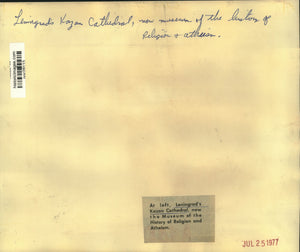 Leningrad's Kazan Cathedral, now museum of the history of
Religion & atheism.
At left, Leningrad's
Kazan Cathedral, now
the Museum of the
History of Religion and
Atheism.
JUL 25 1977